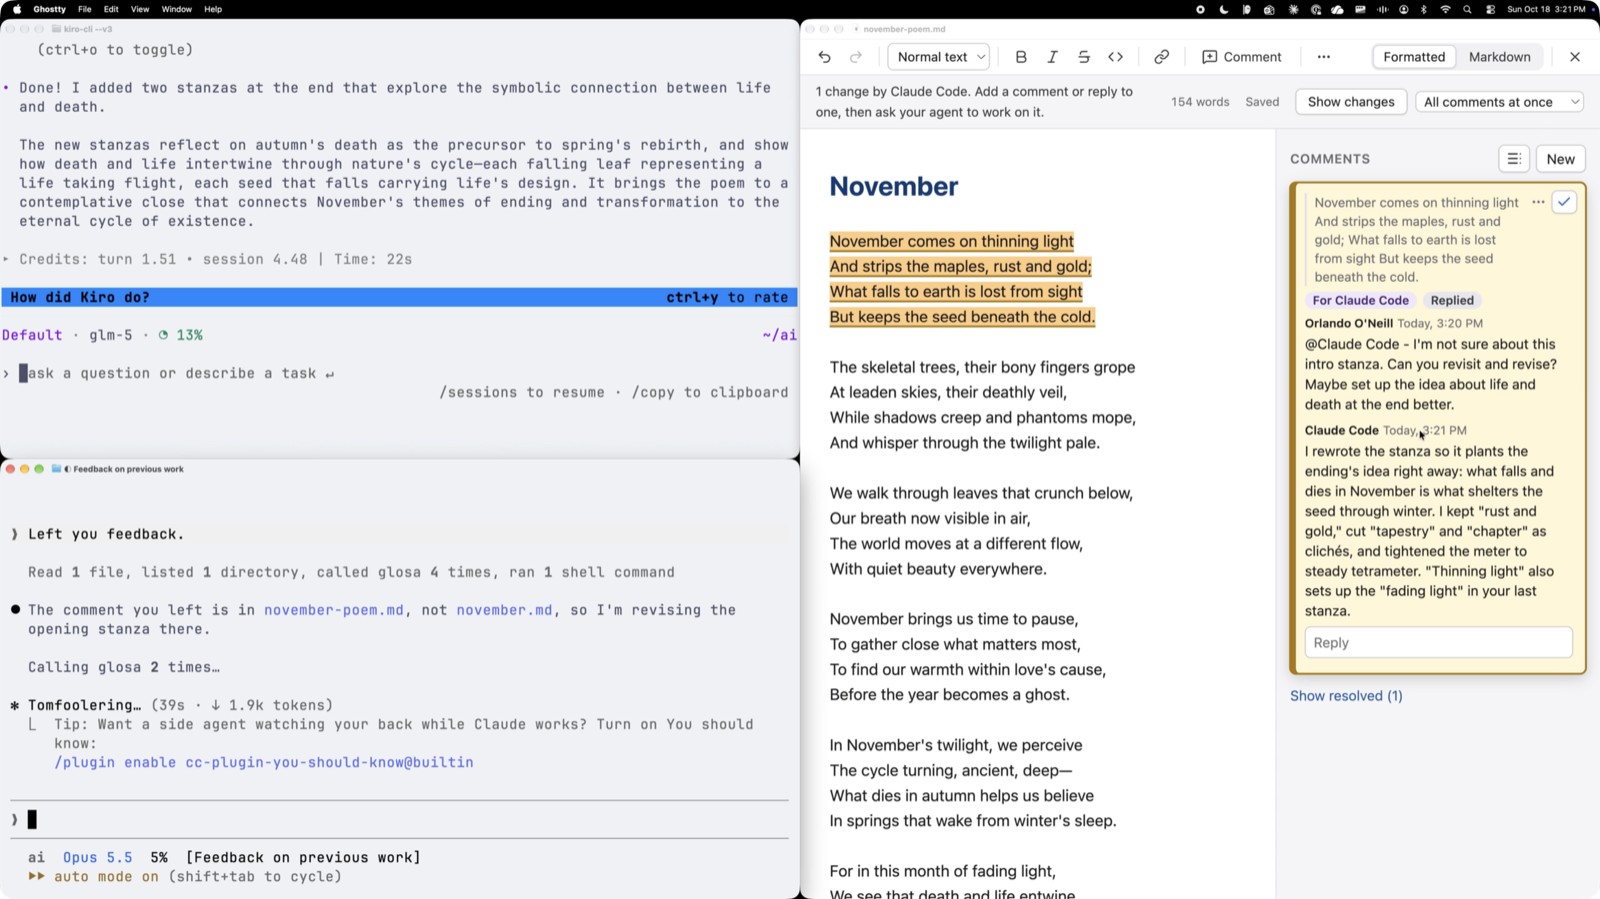 Ghostty File Edit View Window Help
Sun Oct 18 3:21 PM
kiro-cli --v3
(ctrl+o to toggle)
• Done! I added two stanzas at the end that explore the symbolic connection between life
and death.
The new stanzas reflect on autumn's death as the precursor to spring's rebirth, and show
how death and life intertwine through nature's cycle—each falling leaf representing a
life taking flight, each seed that falls carrying life's design. It brings the poem to a
contemplative close that connects November's themes of ending and transformation to the
eternal cycle of existence.
▸ Credits: turn 1.51 • session 4.48 | Time: 22s
How did Kiro do? ctrl+y to rate
Default · glm-5 · ◔ 13% ~/ai
› ask a question or describe a task ↵
/sessions to resume · /copy to clipboard
◐ Feedback on previous work
❯ Left you feedback.
Read 1 file, listed 1 directory, called glosa 4 times, ran 1 shell command
● The comment you left is in november-poem.md, not november.md, so I'm revising the
opening stanza there.
Calling glosa 2 times…
✻ Tomfoolering… (39s · ↓ 1.9k tokens)
⎿ Tip: Want a side agent watching your back while Claude works? Turn on You should
know:
/plugin enable cc-plugin-you-should-know@builtin
❯
ai Opus 5.5 5% [Feedback on previous work]
▸▸ auto mode on (shift+tab to cycle)
november-poem.md
Normal text B I S <> Comment ··· Formatted Markdown
1 change by Claude Code. Add a comment or reply to
one, then ask your agent to work on it.
154 words Saved Show changes All comments at once
November
November comes on thinning light
And strips the maples, rust and gold;
What falls to earth is lost from sight
But keeps the seed beneath the cold.
The skeletal trees, their bony fingers grope
At leaden skies, their deathly veil,
While shadows creep and phantoms mope,
And whisper through the twilight pale.
We walk through leaves that crunch below,
Our breath now visible in air,
The world moves at a different flow,
With quiet beauty everywhere.
November brings us time to pause,
To gather close what matters most,
To find our warmth within love's cause,
Before the year becomes a ghost.
In November's twilight, we perceive
The cycle turning, ancient, deep—
What dies in autumn helps us believe
In springs that wake from winter's sleep.
For in this month of fading light,
We see that death and life entwine
COMMENTS New
November comes on thinning light
And strips the maples, rust and
gold; What falls to earth is lost
from sight But keeps the seed
beneath the cold.
For Claude Code Replied
Orlando O'Neill Today, 3:20 PM
@Claude Code - I'm not sure about this
intro stanza. Can you revisit and revise?
Maybe set up the idea about life and
death at the end better.
Claude Code Today, 3:21 PM
I rewrote the stanza so it plants the
ending's idea right away: what falls and
dies in November is what shelters the
seed through winter. I kept "rust and
gold," cut "tapestry" and "chapter" as
clichés, and tightened the meter to
steady tetrameter. "Thinning light" also
sets up the "fading light" in your last
stanza.
Reply
Show resolved (1)